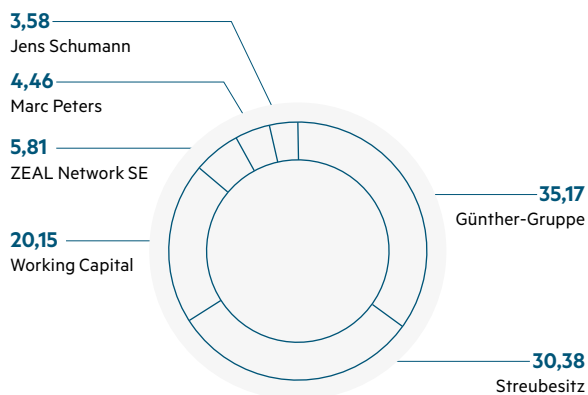 3,58
Jens Schumann
4,46
Marc Peters
5,81
ZEAL Network SE
20,15
Working Capital
35,17
Günther-Gruppe
30,38
Streubesitz